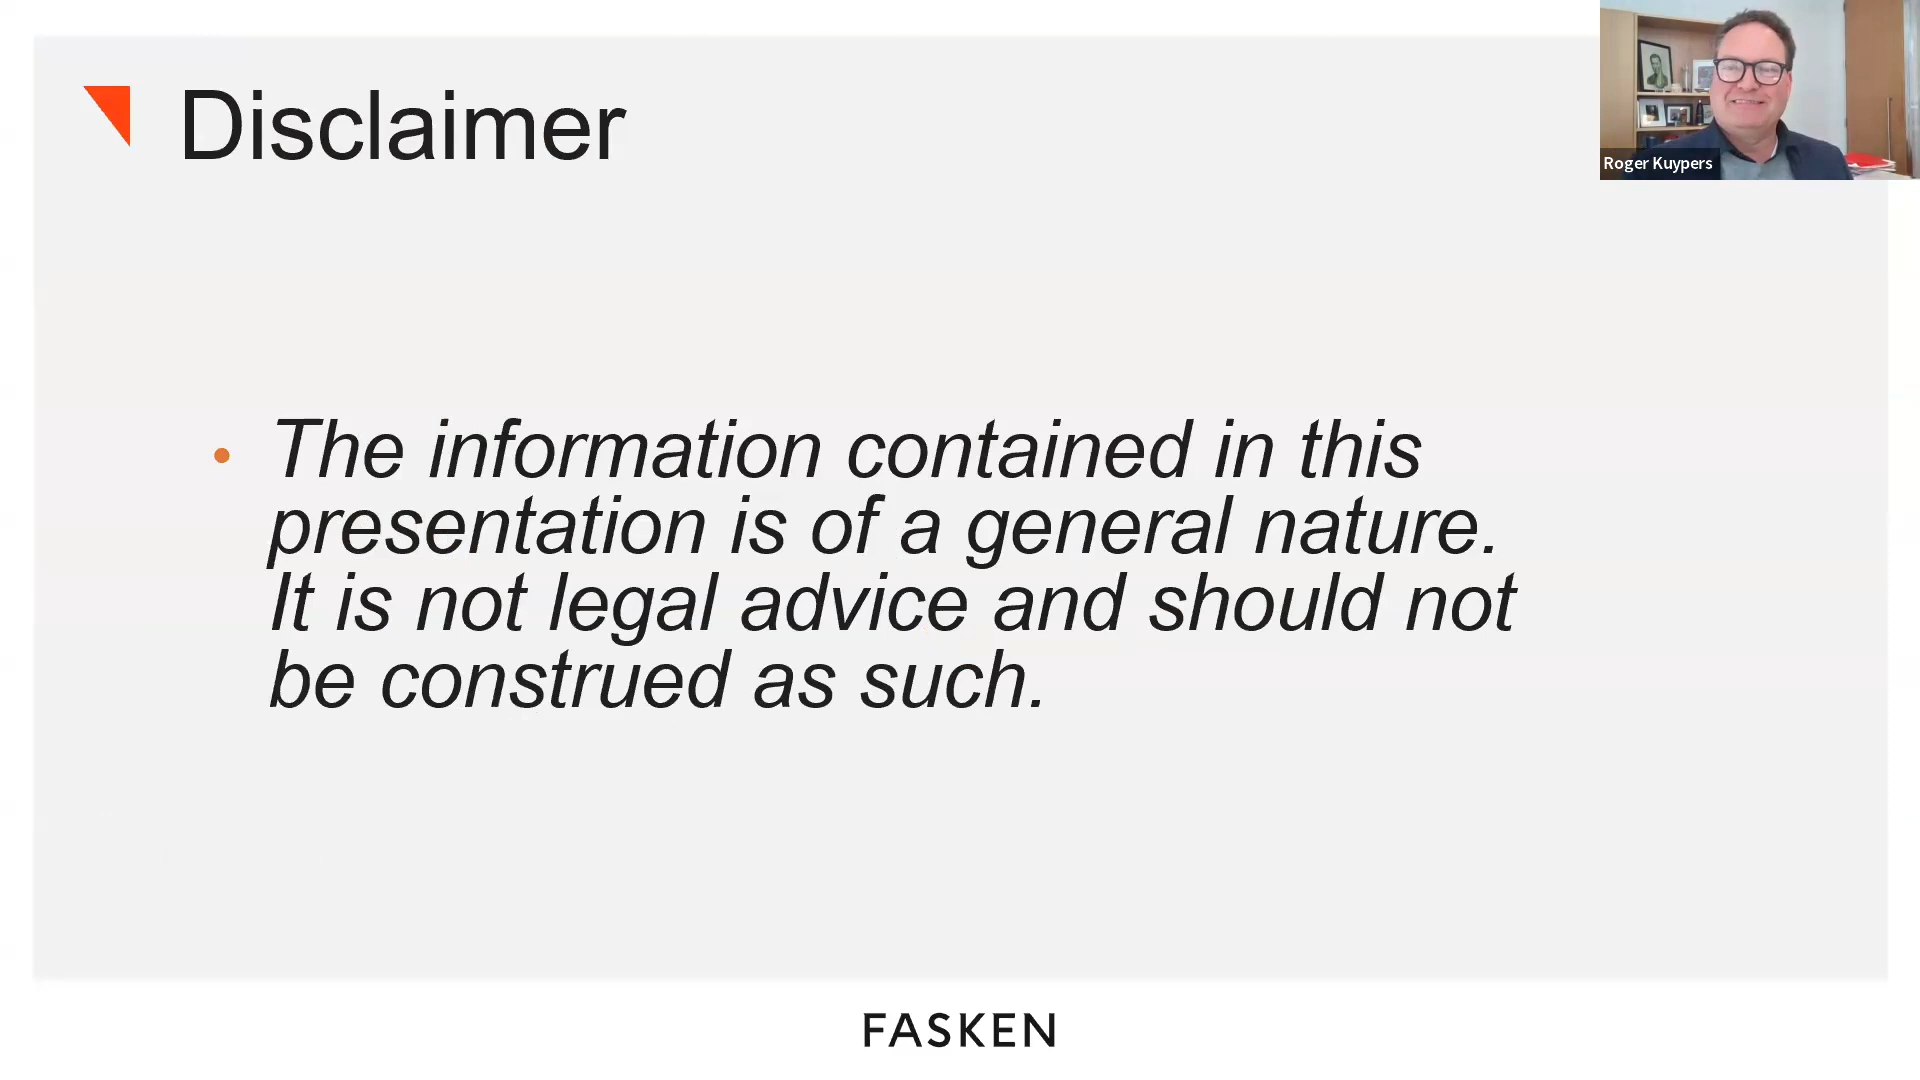 Disclaimer
Roger Kuypers
• The information contained in this
presentation is of a general nature.
It is not legal advice and should not
be construed as such.
FASKEN